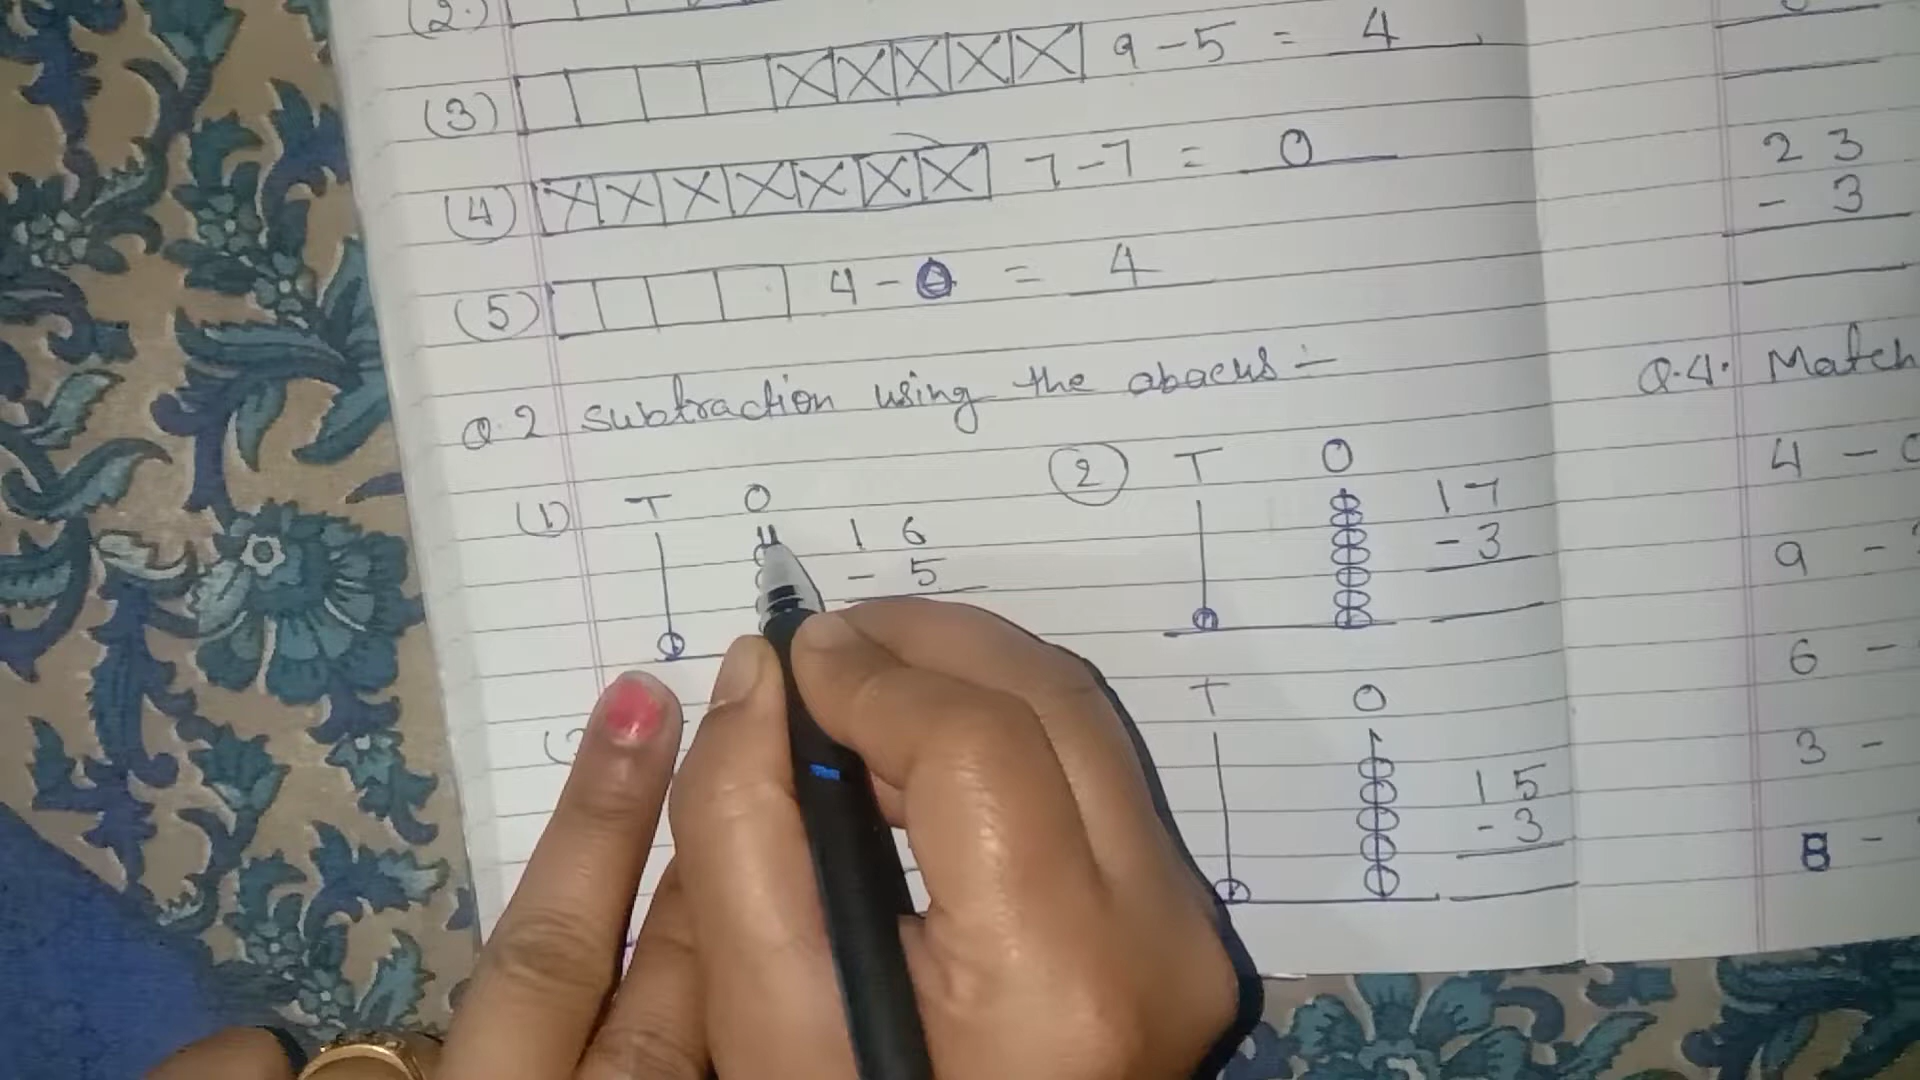 (2.)
(3) 9 - 5 = 4
(4) 7 - 7 = 0
(5) 4 - 0 = 4
Q.2 subtraction using the abacus :-
(1) T O
1 6
- 5
2 T O
1 7
- 3
T O
1 5
- 3
2 3
- 3
Q.4. Match
4 -
9 -
6 -
3 -
8 -